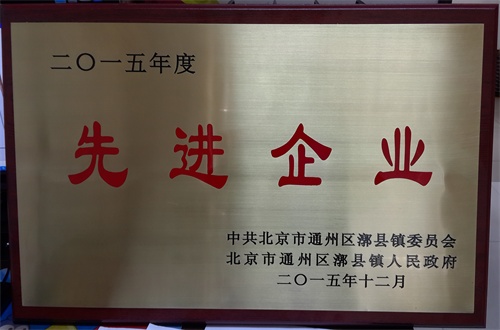 二〇一五年度
先进企业
中共北京市通州区漷县镇委员会
北京市通州区漷县镇人民政府
二〇一五年十二月